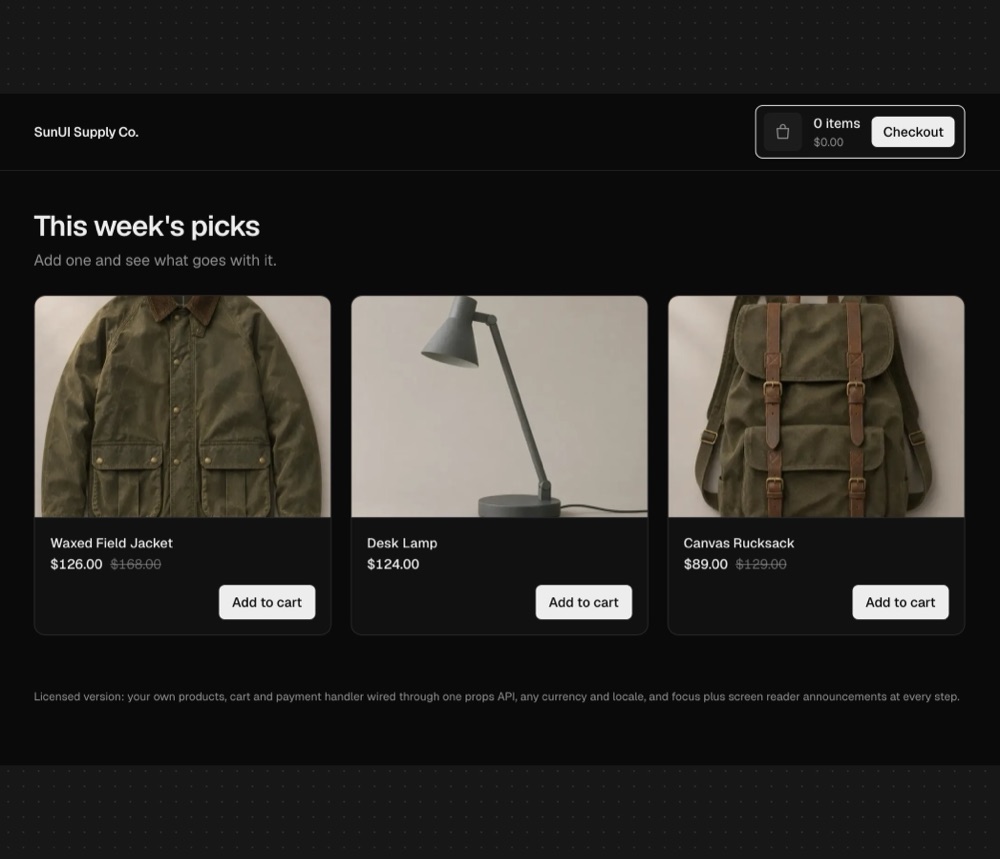 SunUI Supply Co.
0 items
$0.00
Checkout
This week's picks
Add one and see what goes with it.
Waxed Field Jacket
$126.00 $168.00
Add to cart
Desk Lamp
$124.00
Add to cart
Canvas Rucksack
$89.00 $129.00
Add to cart
Licensed version: your own products, cart and payment handler wired through one props API, any currency and locale, and focus plus screen reader announcements at every step.